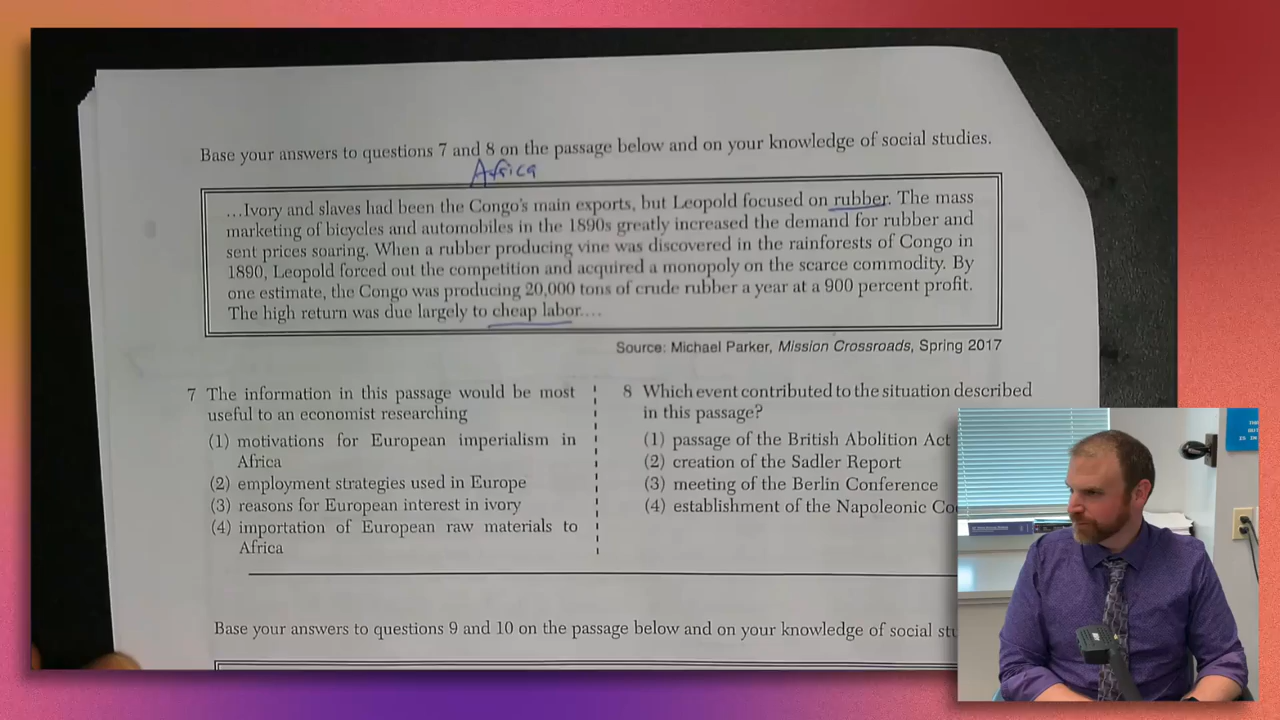 Base your answers to questions 7 and 8 on the passage below and on your knowledge of social studies.
Africa
…Ivory and slaves had been the Congo's main exports, but Leopold focused on rubber. The mass
marketing of bicycles and automobiles in the 1890s greatly increased the demand for rubber and
sent prices soaring. When a rubber producing vine was discovered in the rainforests of Congo in
1890, Leopold forced out the competition and acquired a monopoly on the scarce commodity. By
one estimate, the Congo was producing 20,000 tons of crude rubber a year at a 900 percent profit.
The high return was due largely to cheap labor….
Source: Michael Parker, Mission Crossroads, Spring 2017
7 The information in this passage would be most
useful to an economist researching
(1) motivations for European imperialism in
Africa
(2) employment strategies used in Europe
(3) reasons for European interest in ivory
(4) importation of European raw materials to
Africa
8 Which event contributed to the situation described
in this passage?
(1) passage of the British Abolition Act
(2) creation of the Sadler Report
(3) meeting of the Berlin Conference
(4) establishment of the Napoleonic Co
Base your answers to questions 9 and 10 on the passage below and on your knowledge of social stu